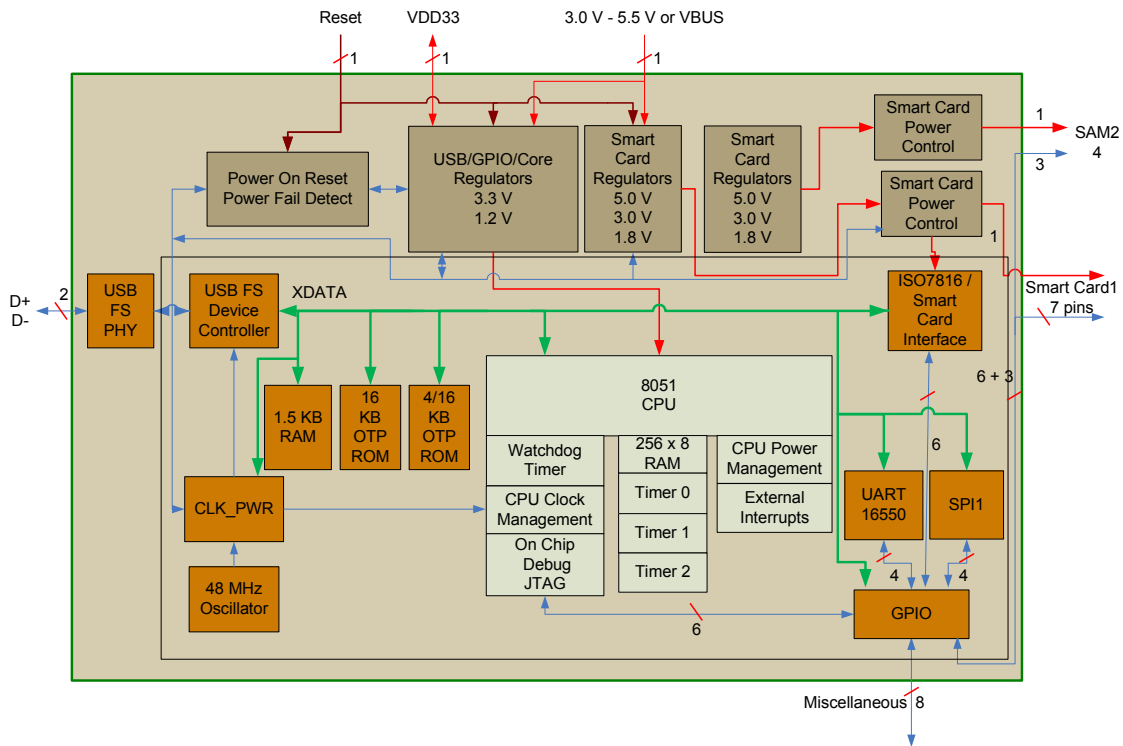 Reset
VDD33
3.0 V - 5.5 V or VBUS
1
1
1
Power On Reset
Power Fail Detect
USB/GPIO/Core
Regulators
3.3 V
1.2 V
Smart
Card
Regulators
5.0 V
3.0 V
1.8 V
Smart
Card
Regulators
5.0 V
3.0 V
1.8 V
Smart Card
Power
Control
1
SAM2
4
3
Smart Card
Power
Control
1
D+
D-
2
USB
FS
PHY
USB FS
Device
Controller
XDATA
ISO7816 /
Smart
Card
Interface
Smart Card1
7 pins
1.5 KB
RAM
16
KB
OTP
ROM
4/16
KB
OTP
ROM
8051
CPU
6 + 3
6
Watchdog
Timer
256 x 8
RAM
CPU Power
Management
CPU Clock
Management
Timer 0
External
Interrupts
On Chip
Debug
JTAG
Timer 1
Timer 2
CLK_PWR
48 MHz
Oscillator
UART
16550
SPI1
4
4
6
GPIO
Miscellaneous
8